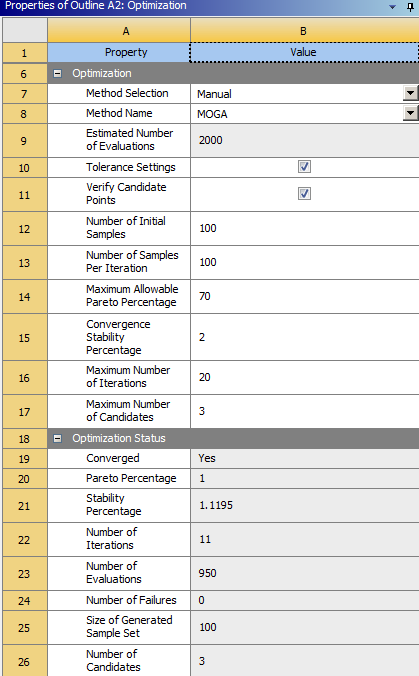 Properties of Outline A2: Optimization
A B
1 Property Value
6 Optimization
7 Method Selection Manual
8 Method Name MOGA
9 Estimated Number
of Evaluations 2000
10 Tolerance Settings
11 Verify Candidate
Points
12 Number of Initial
Samples 100
13 Number of Samples
Per Iteration 100
14 Maximum Allowable
Pareto Percentage 70
15 Convergence
Stability
Percentage 2
16 Maximum Number
of Iterations 20
17 Maximum Number
of Candidates 3
18 Optimization Status
19 Converged Yes
20 Pareto Percentage 1
21 Stability
Percentage 1.1195
22 Number of
Iterations 11
23 Number of
Evaluations 950
24 Number of Failures 0
25 Size of Generated
Sample Set 100
26 Number of
Candidates 3